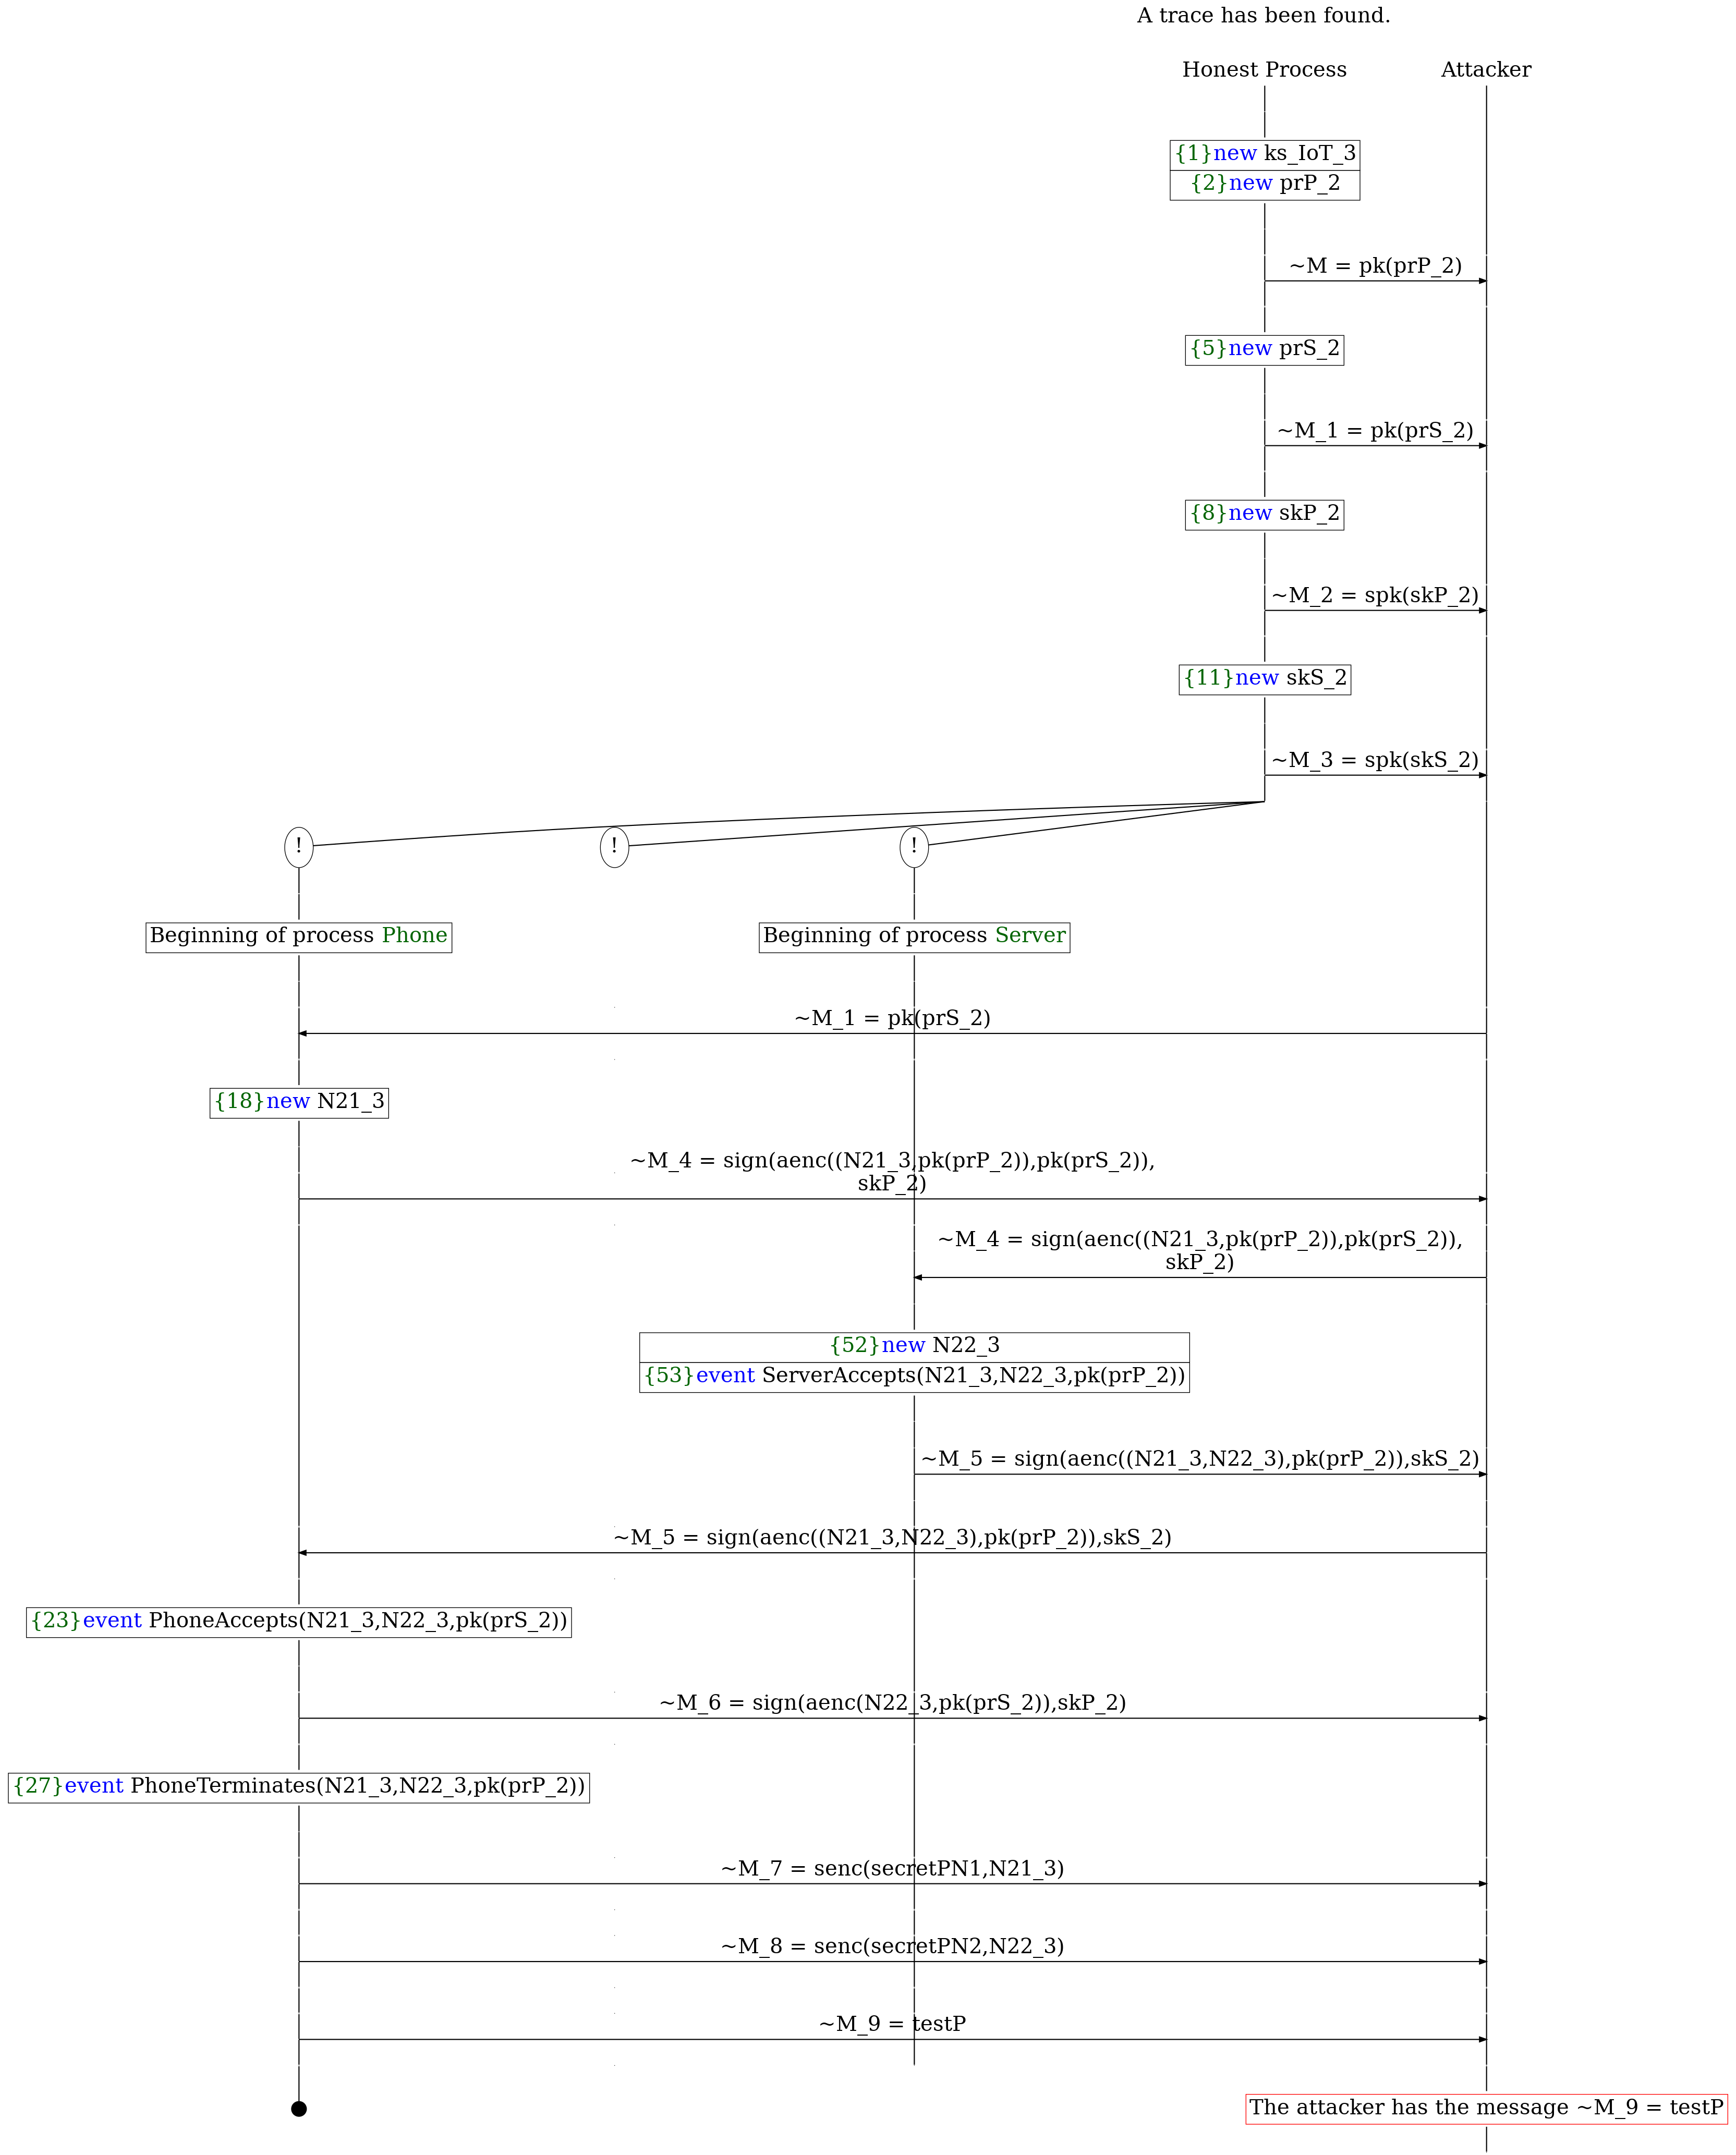 A trace has been found.
Honest Process
Attacker
{1}new ks_IoT_3
{2}new prP_2
~M = pk(prP_2)
{5}new prS_2
~M_1 = pk(prS_2)
{8}new skP_2
~M_2 = spk(skP_2)
{11}new skS_2
~M_3 = spk(skS_2)
!
!
!
Beginning of process Phone
Beginning of process Server
~M_1 = pk(prS_2)
{18}new N21_3
~M_4 = sign(aenc((N21_3,pk(prP_2)),pk(prS_2)),
skP_2)
~M_4 = sign(aenc((N21_3,pk(prP_2)),pk(prS_2)),
skP_2)
{52}new N22_3
{53}event ServerAccepts(N21_3,N22_3,pk(prP_2))
~M_5 = sign(aenc((N21_3,N22_3),pk(prP_2)),skS_2)
~M_5 = sign(aenc((N21_3,N22_3),pk(prP_2)),skS_2)
{23}event PhoneAccepts(N21_3,N22_3,pk(prS_2))
~M_6 = sign(aenc(N22_3,pk(prS_2)),skP_2)
{27}event PhoneTerminates(N21_3,N22_3,pk(prP_2))
~M_7 = senc(secretPN1,N21_3)
~M_8 = senc(secretPN2,N22_3)
~M_9 = testP
The attacker has the message ~M_9 = testP